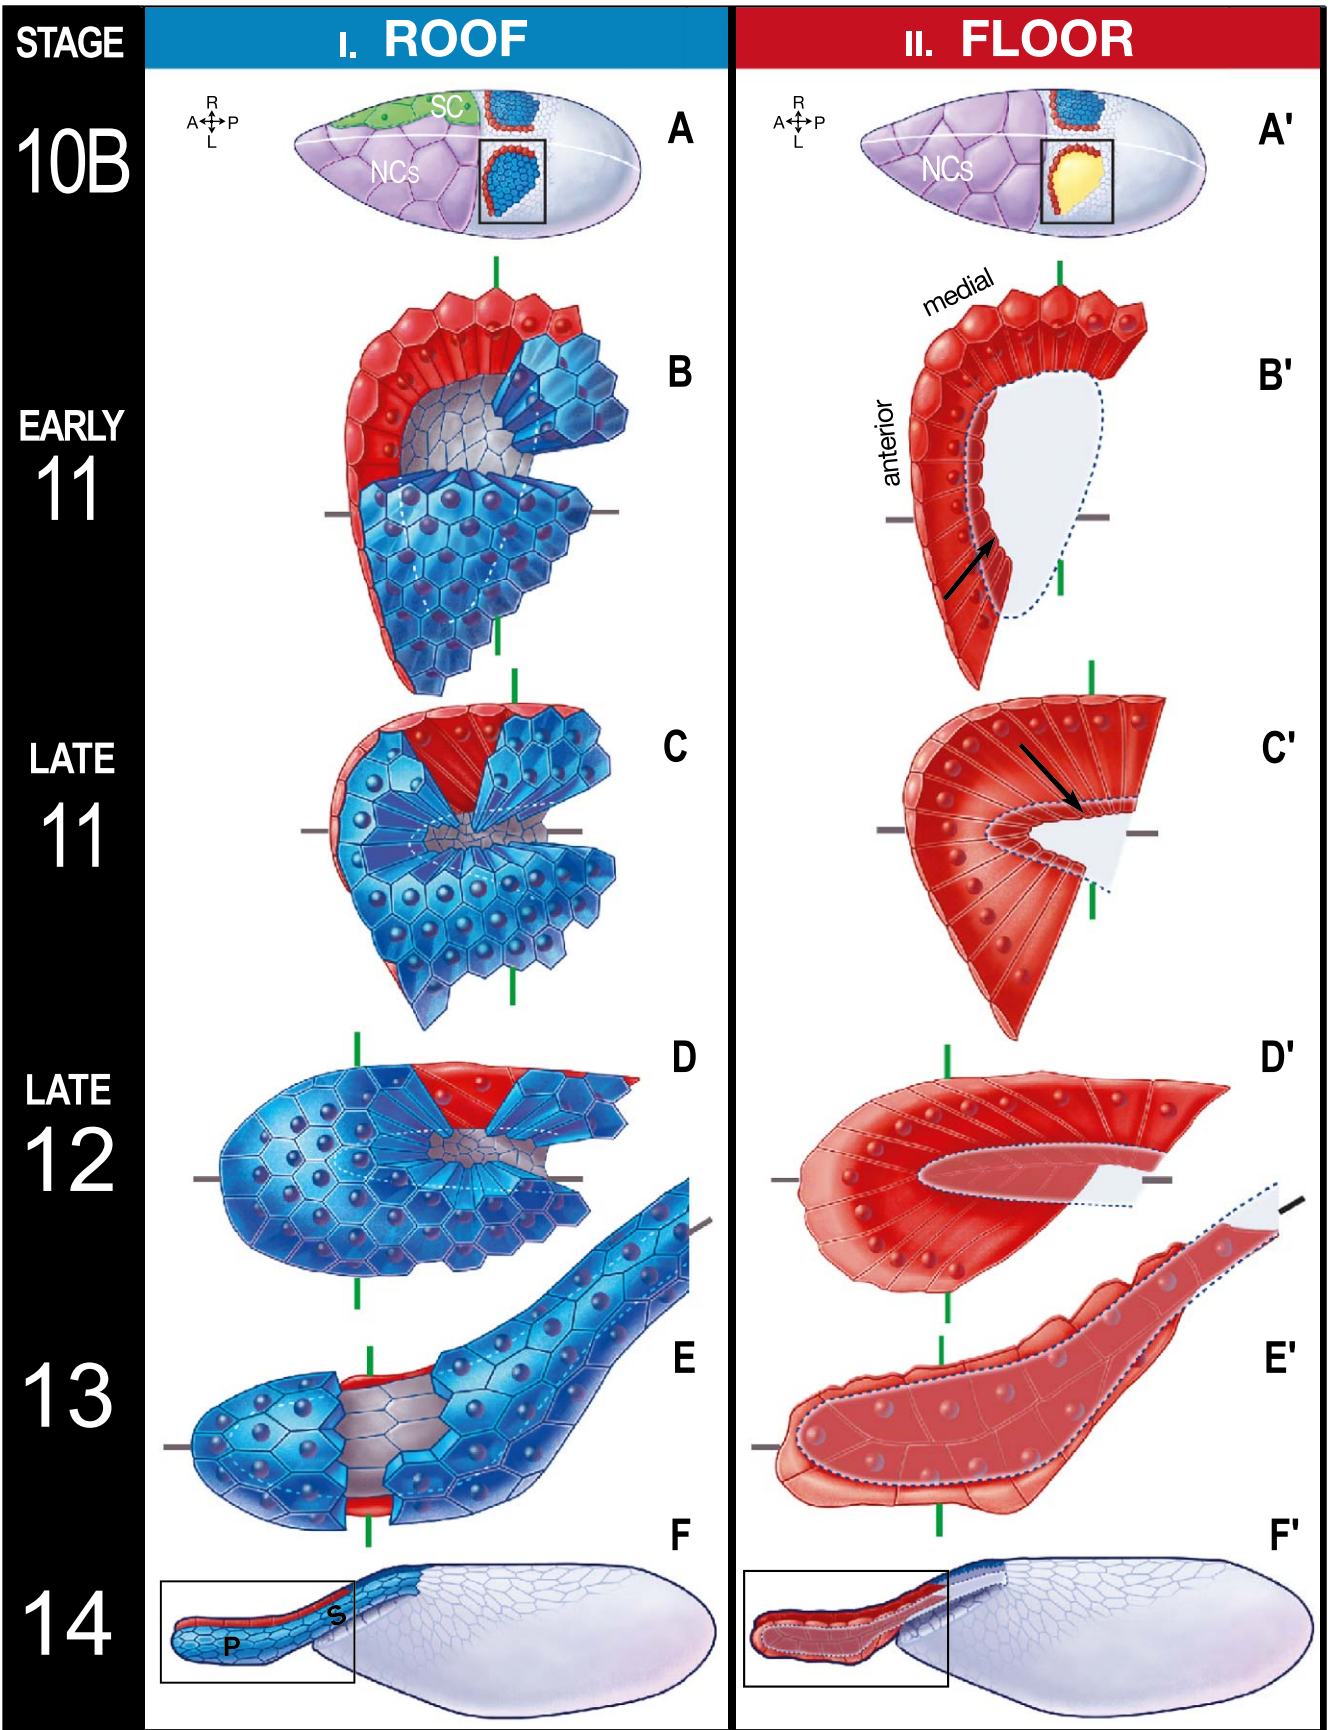 STAGE
I. ROOF
II. FLOOR
10B
R
A P
L
SC
NCs
A
R
A P
L
NCs
A'
EARLY
11
B
medial
anterior
B'
LATE
11
C
C'
LATE
12
D
D'
13
E
E'
14
P
S
F
F'